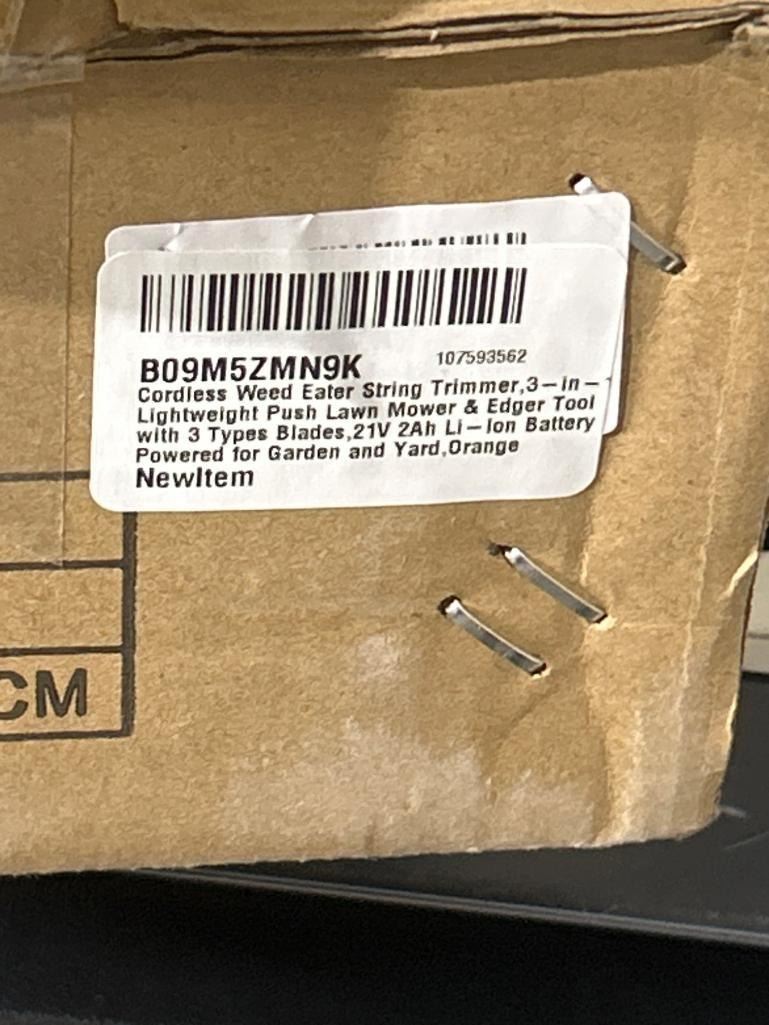 B09M5ZMN9K 107593562
Cordless Weed Eater String Trimmer,3-in-1
Lightweight Push Lawn Mower & Edger Tool
with 3 Types Blades,21V 2Ah Li-Ion Battery
Powered for Garden and Yard,Orange
NewItem
CM